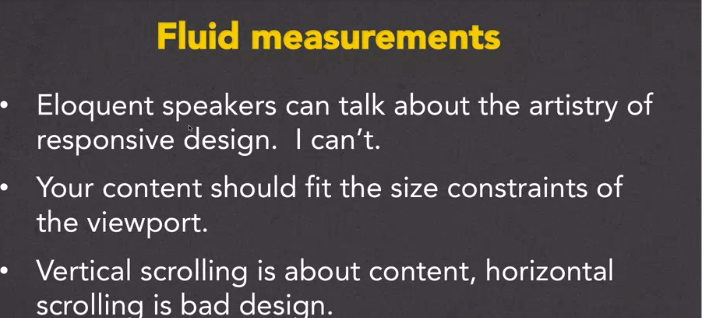 Fluid measurements
• Eloquent speakers can talk about the artistry of
responsive design.  I can’t.
• Your content should fit the size constraints of
the viewport.
• Vertical scrolling is about content, horizontal
scrolling is bad design.